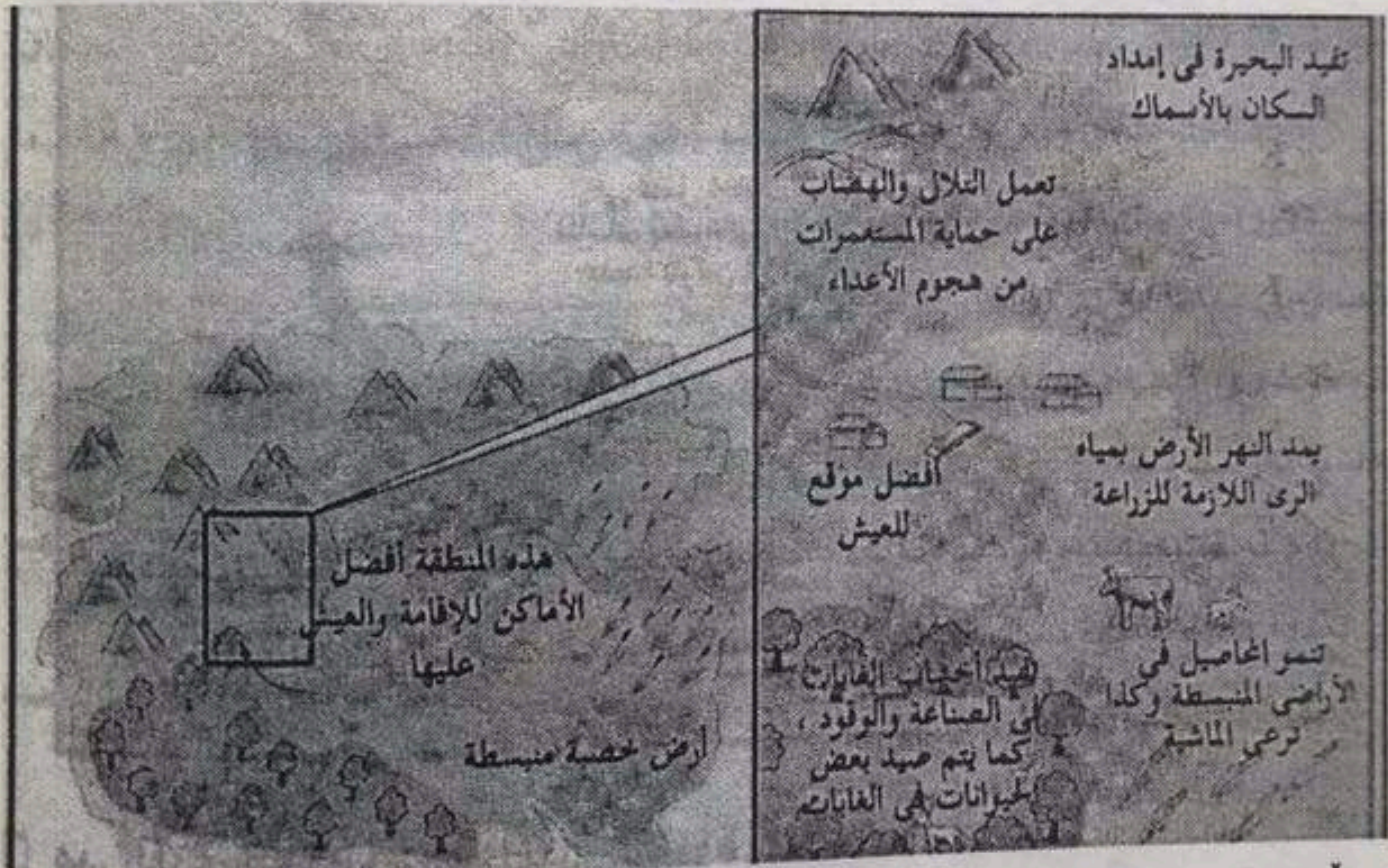 تفيد البحيرة فى إمداد
السكان بالأسماك
تعمل التلال والهضاب
على حماية المستعمرات
من هجوم الأعداء
يمد النهر الأرض بمياه
الرى اللازمة للزراعة
أفضل موقع
للعيش
تنمو المحاصيل فى
الأراضى المنبسطة وكذا
ترعى الماشية
تفيد أخشاب الغابات
فى الصناعة والوقود ،
كما يتم صيد بعض
الحيوانات فى الغابات
هذه المنطقة أفضل
الأماكن للإقامة والعيش
عليها
أرض خصبة منبسطة